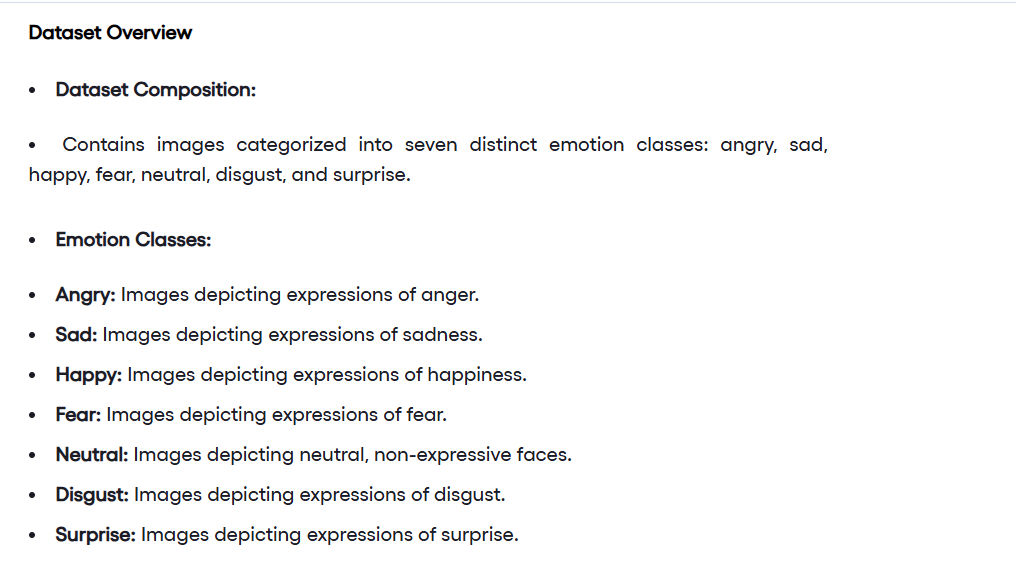 Dataset Overview
• Dataset Composition:
• Contains images categorized into seven distinct emotion classes: angry, sad,
happy, fear, neutral, disgust, and surprise.
• Emotion Classes:
• Angry: Images depicting expressions of anger.
• Sad: Images depicting expressions of sadness.
• Happy: Images depicting expressions of happiness.
• Fear: Images depicting expressions of fear.
• Neutral: Images depicting neutral, non-expressive faces.
• Disgust: Images depicting expressions of disgust.
• Surprise: Images depicting expressions of surprise.